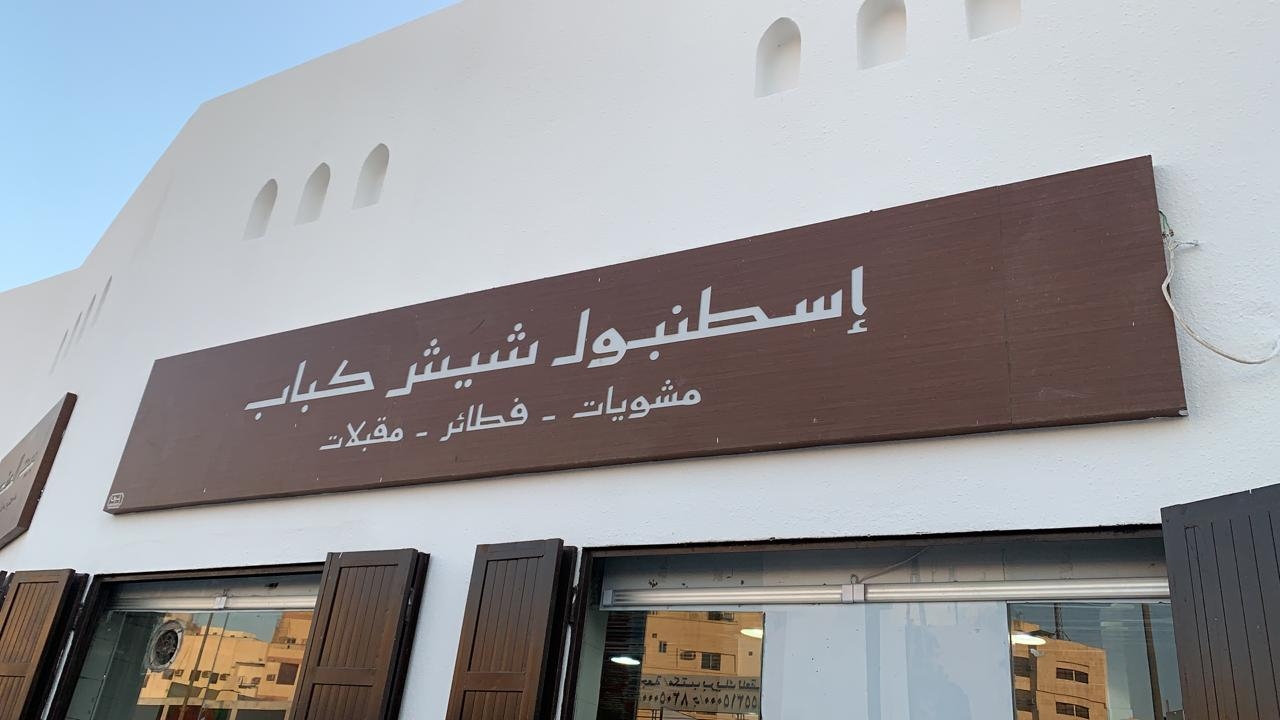 إسطنبول شيش كباب
مشويات - فطائر - مقبلات